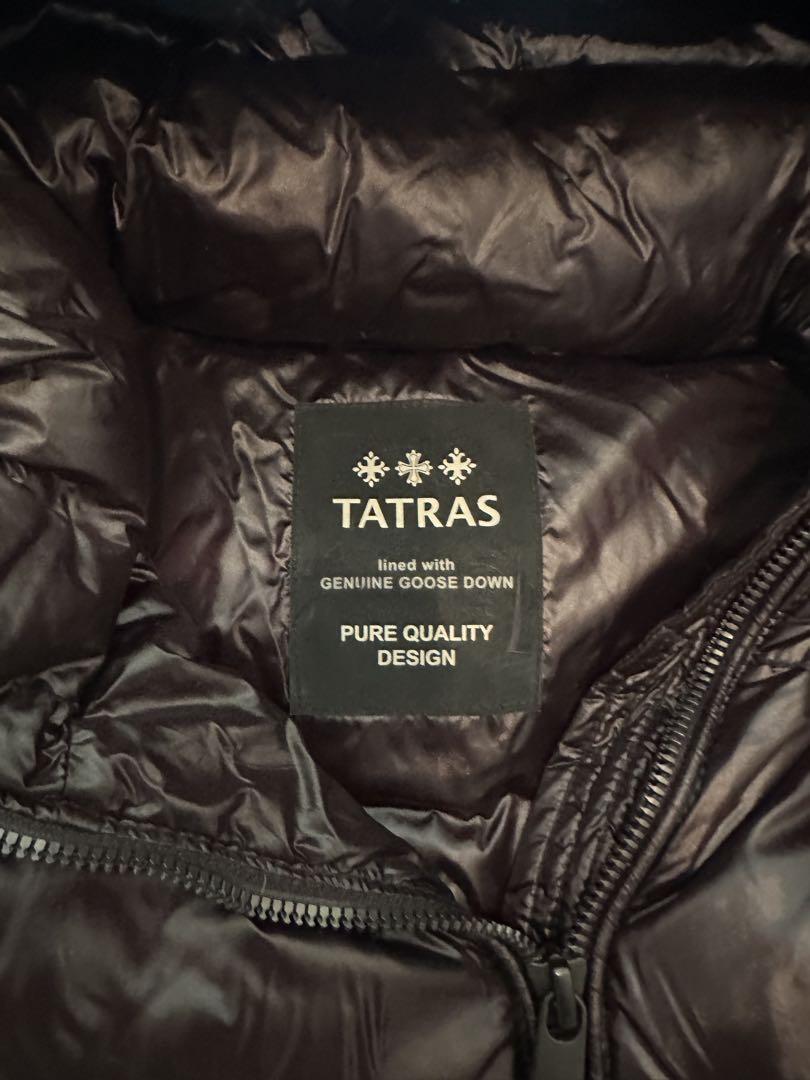 TATRAS
lined with
GENUINE GOOSE DOWN
PURE QUALITY
DESIGN